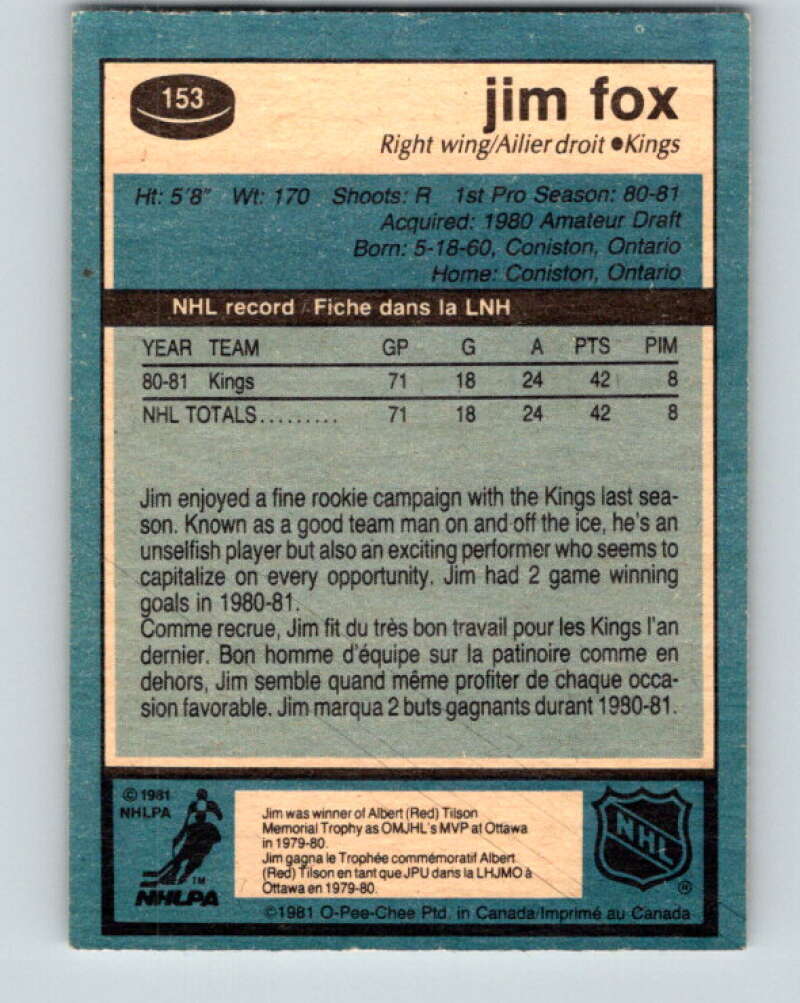 153
jim fox
Right wing/Ailier droit ●Kings
Ht: 5'8" Wt: 170 Shoots: R 1st Pro Season: 80-81
Acquired: 1980 Amateur Draft
Born: 5-18-60, Coniston, Ontario
Home: Coniston, Ontario
NHL record / Fiche dans la LNH
YEAR TEAM GP G A PTS PIM
80-81 Kings 71 18 24 42 8
NHL TOTALS......... 71 18 24 42 8
Jim enjoyed a fine rookie campaign with the Kings last sea-
son. Known as a good team man on and off the ice, he's an
unselfish player but also an exciting performer who seems to
capitalize on every opportunity. Jim had 2 game winning
goals in 1980-81.
Comme recrue, Jim fit du très bon travail pour les Kings l'an
dernier. Bon homme d'équipe sur la patinoire comme en
dehors, Jim semble quand même profiter de chaque occa-
sion favorable. Jim marqua 2 buts gagnants durant 1980-81.
© 1981
NHLPA
TM
NHLPA
Jim was winner of Albert (Red) Tilson
Memorial Trophy as OMJHL's MVP at Ottawa
in 1979-80.
Jim gagna le Trophée commémoratif Albert
(Red) Tilson en tant que JPU dans la LHJMO à
Ottawa en 1979-80.
NHL
®
©1981 O-Pee-Chee Ptd. in Canada/Imprimé au Canada